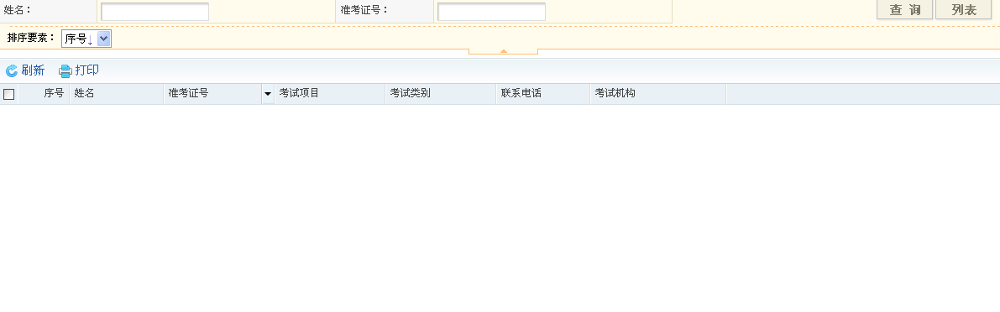 姓名： 准考证号： 查 询 列表
排序要素： 序号↓
刷新 打印
序号 姓名 准考证号 考试项目 考试类别 联系电话 考试机构